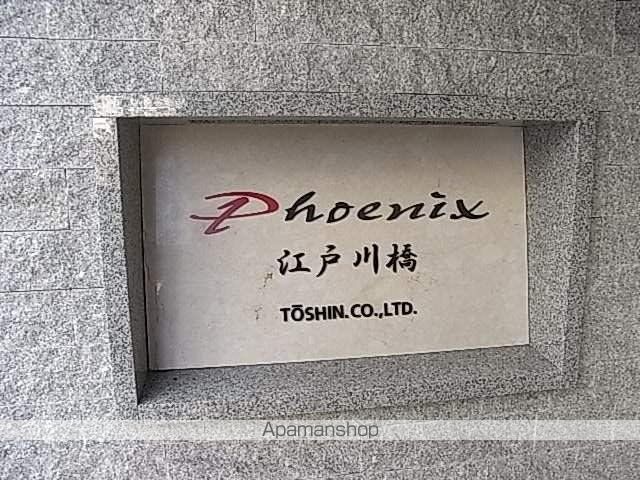 Phoenix
江戸川橋
TŌSHIN.CO.,LTD.
Apamanshop